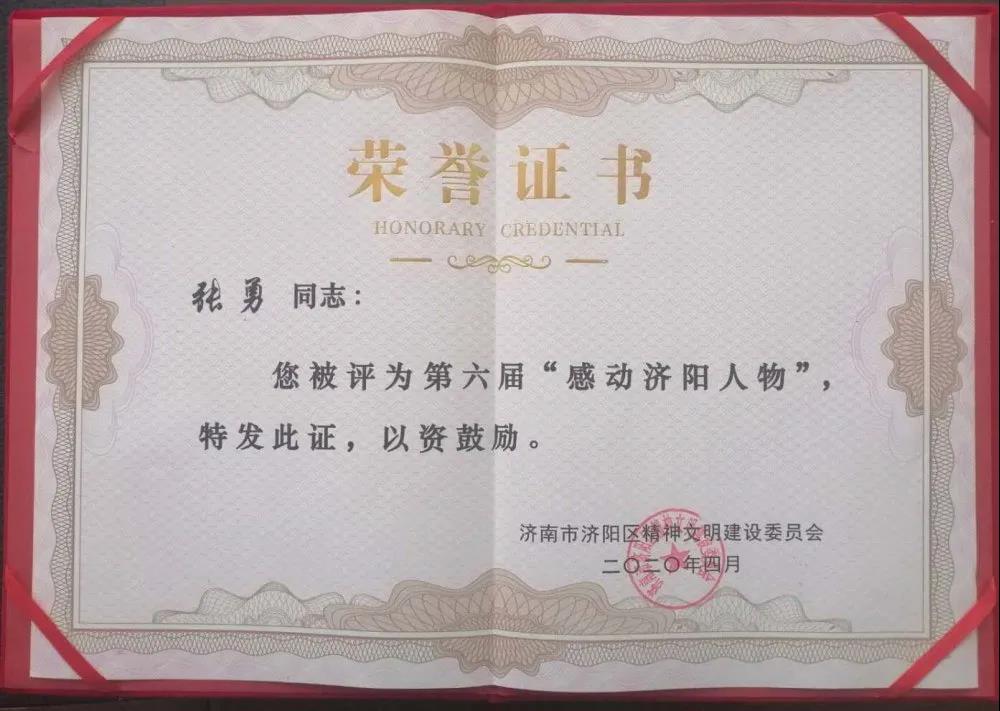 荣誉证书
HONORARY CREDENTIAL
张勇 同志：
您被评为第六届“感动济阳人物”，
特发此证，以资鼓励。
济南市济阳区精神文明建设委员会
二〇二〇年四月